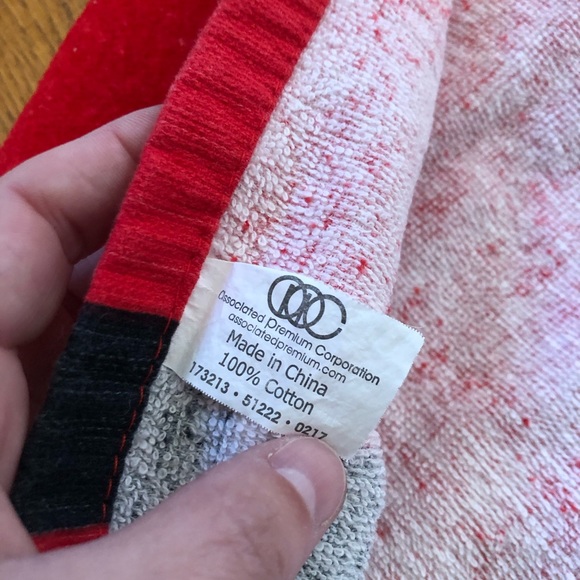 apc
Associated Premium Corporation
associatedpremium.com
Made in China
100% Cotton
173213 • 51222 • 0217